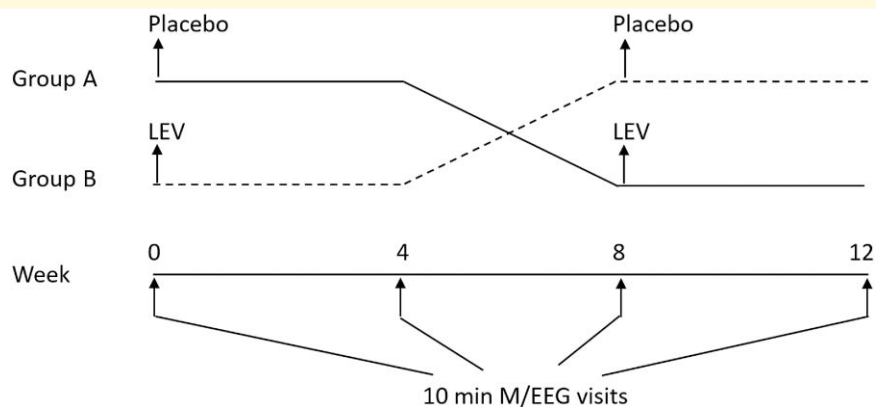 Placebo Placebo
Group A
LEV LEV
Group B
0 4 8 12
Week
10 min M/EEG visits